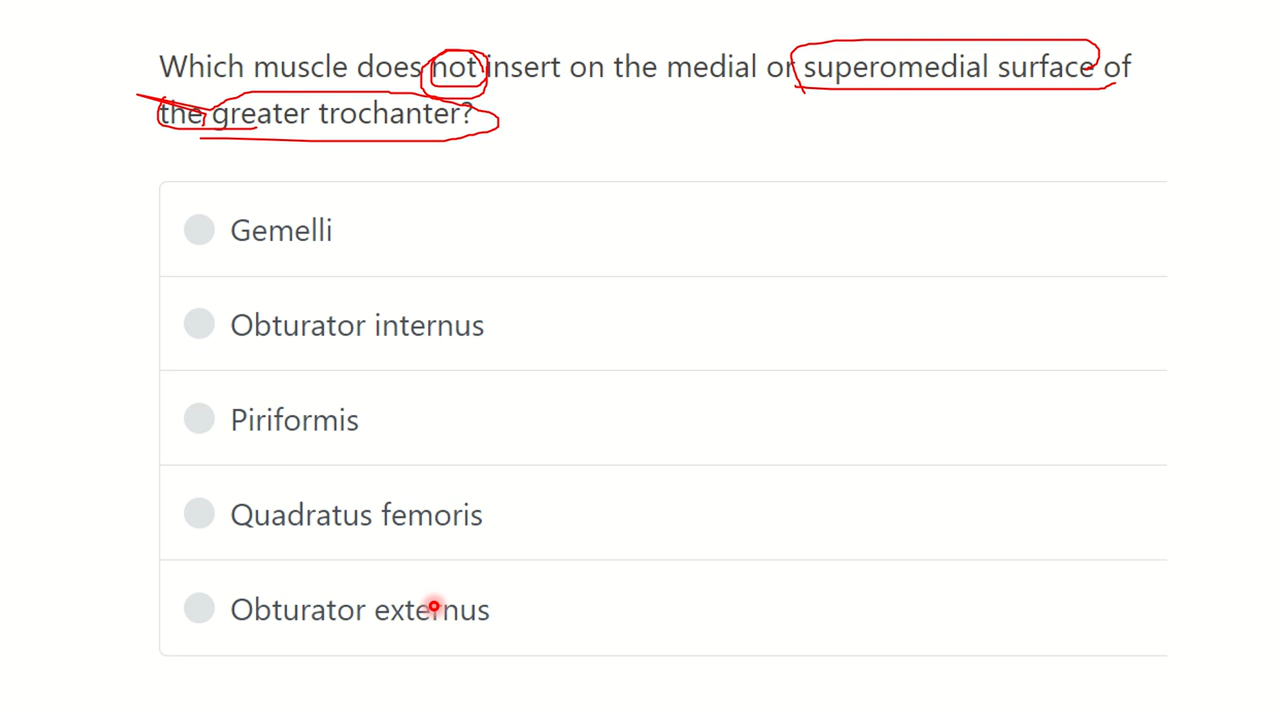 Which muscle does not insert on the medial or superomedial surface of
the greater trochanter?
Gemelli
Obturator internus
Piriformis
Quadratus femoris
Obturator externus